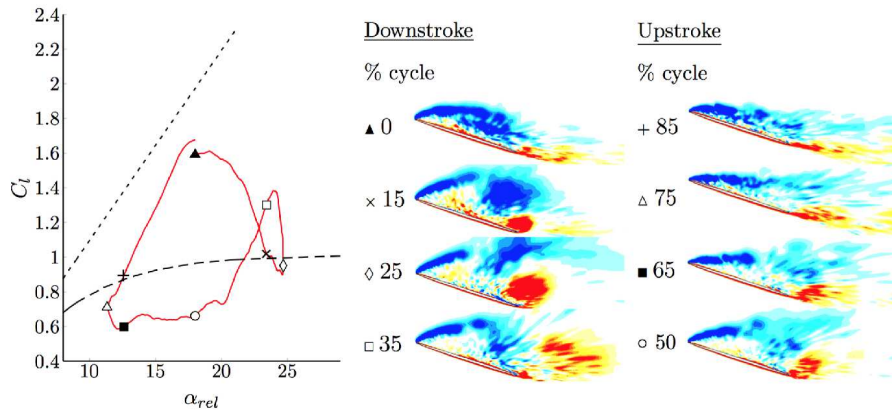 2.4
2.2
2
1.8
1.6
1.4
1.2
1
0.8
0.6
0.4
C_l
10 15 20 25
α_rel
Downstroke
% cycle
▲ 0
× 15
◊ 25
□ 35
Upstroke
% cycle
+ 85
△ 75
■ 65
○ 50